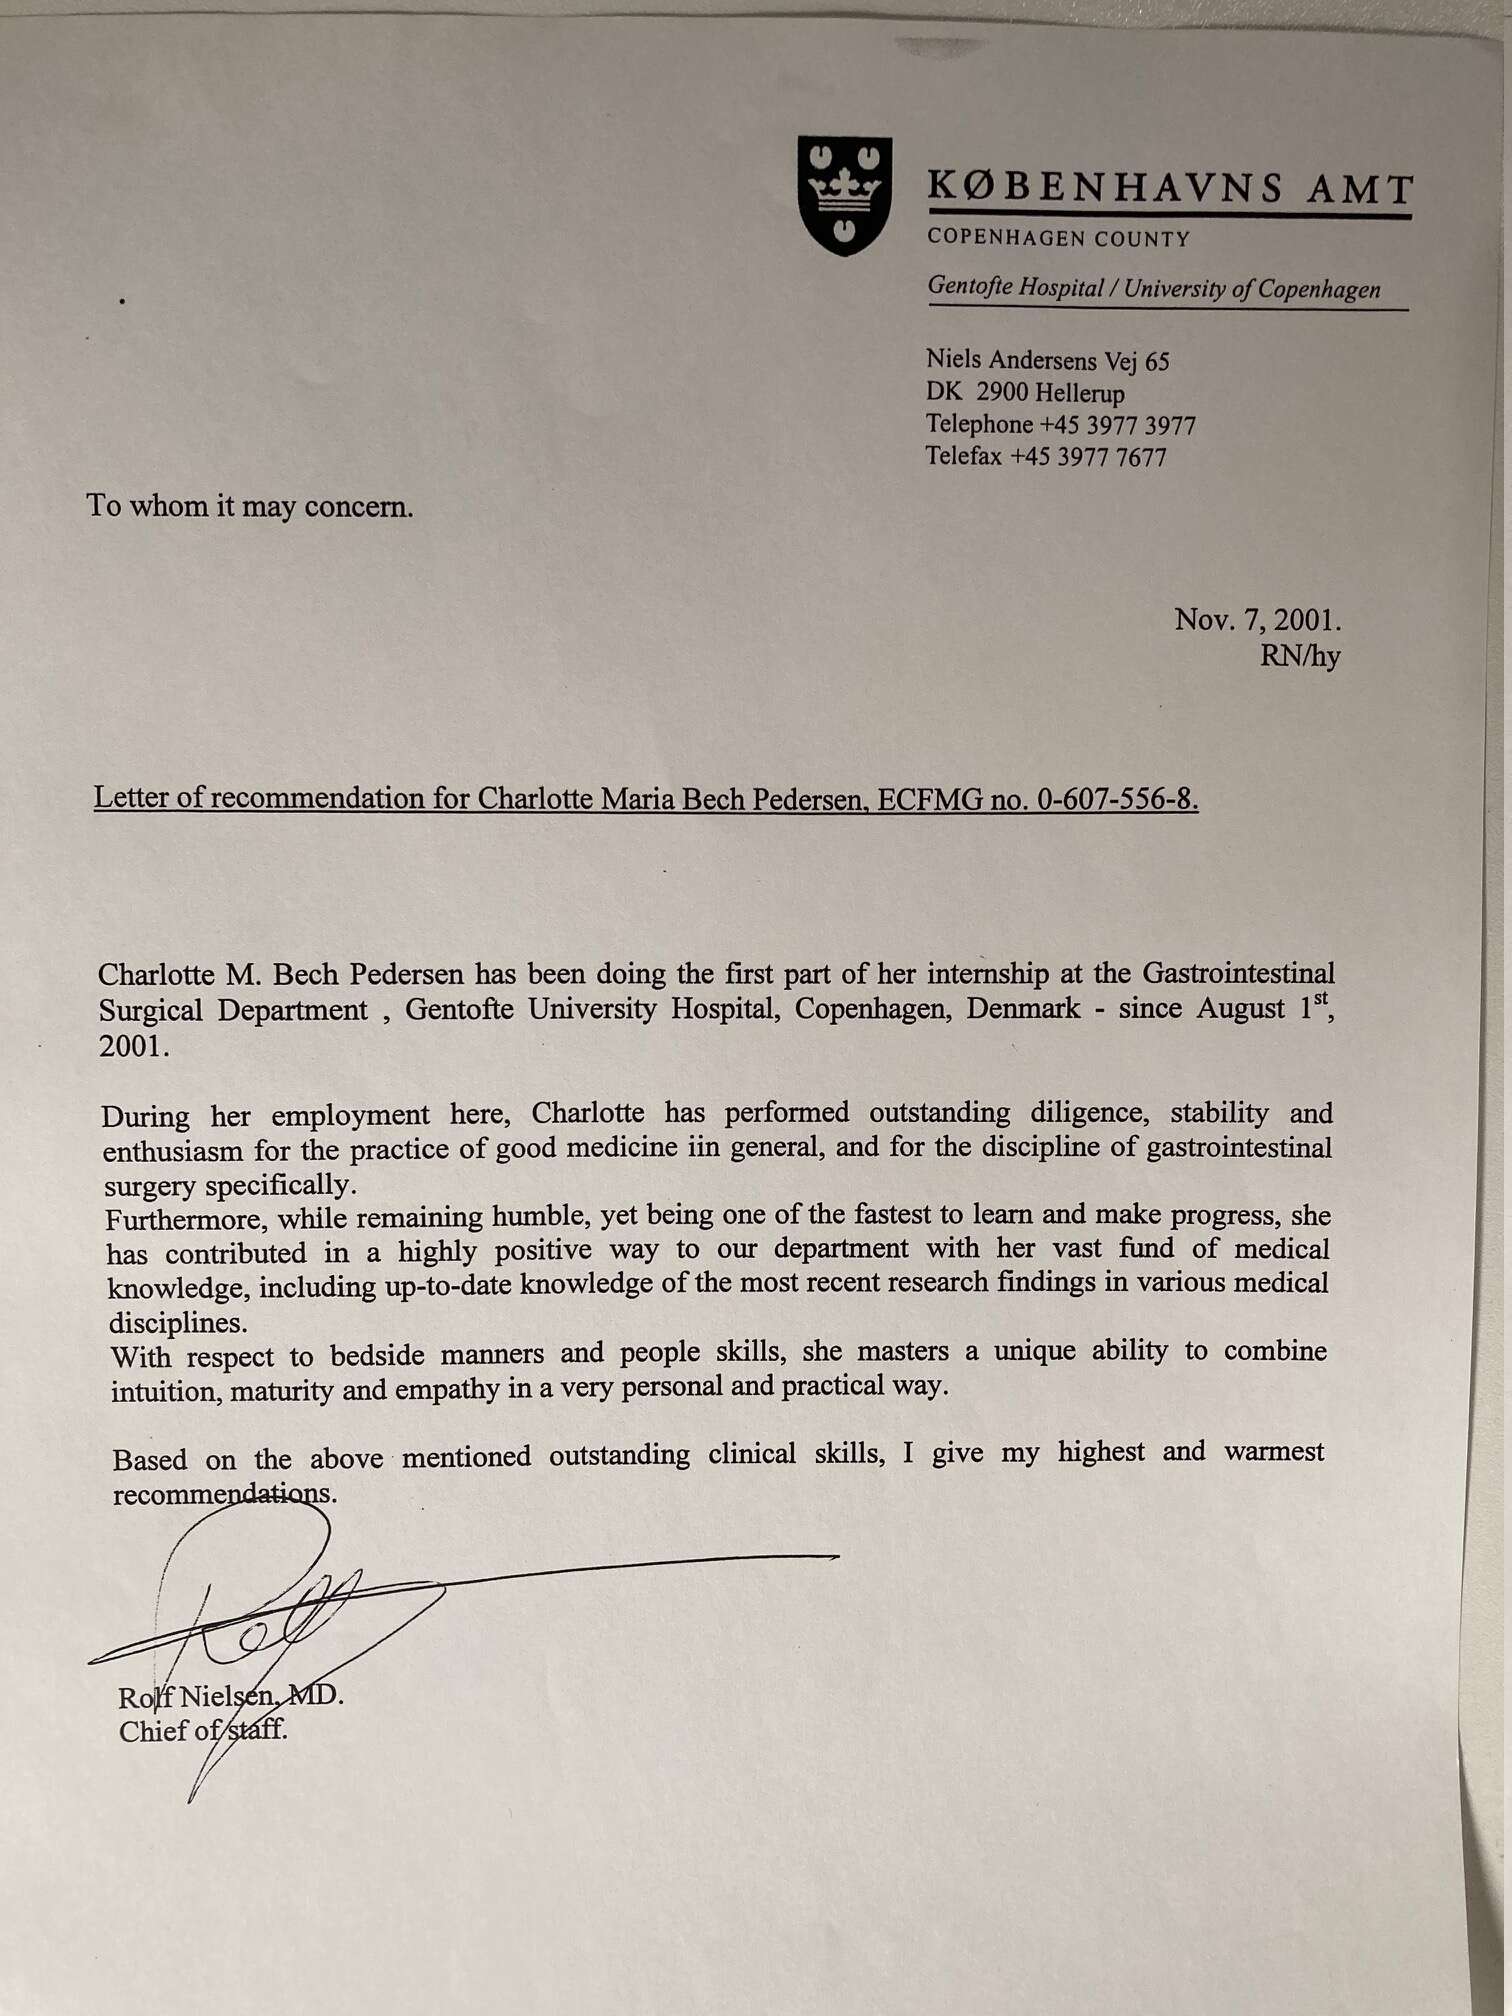 KØBENHAVNS AMT
COPENHAGEN COUNTY
Gentofte Hospital / University of Copenhagen
Niels Andersens Vej 65
DK 2900 Hellerup
Telephone +45 3977 3977
Telefax +45 3977 7677
To whom it may concern.
Nov. 7, 2001.
RN/hy
Letter of recommendation for Charlotte Maria Bech Pedersen, ECFMG no. 0-607-556-8.
Charlotte M. Bech Pedersen has been doing the first part of her internship at the Gastrointestinal
Surgical Department , Gentofte University Hospital, Copenhagen, Denmark - since August 1st,
2001.
During her employment here, Charlotte has performed outstanding diligence, stability and
enthusiasm for the practice of good medicine iin general, and for the discipline of gastrointestinal
surgery specifically.
Furthermore, while remaining humble, yet being one of the fastest to learn and make progress, she
has contributed in a highly positive way to our department with her vast fund of medical
knowledge, including up-to-date knowledge of the most recent research findings in various medical
disciplines.
With respect to bedside manners and people skills, she masters a unique ability to combine
intuition, maturity and empathy in a very personal and practical way.
Based on the above mentioned outstanding clinical skills, I give my highest and warmest
recommendations.
Rolf Nielsen, MD.
Chief of staff.